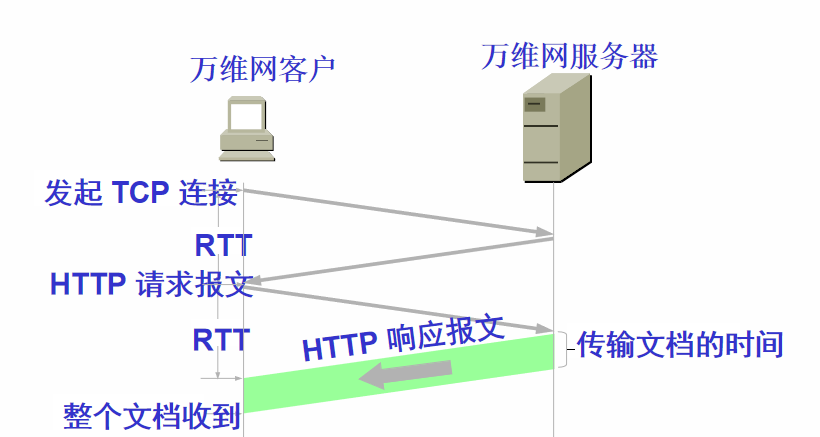 万维网客户
万维网服务器
发起 TCP 连接
RTT
HTTP 请求报文
RTT
HTTP 响应报文
传输文档的时间
整个文档收到